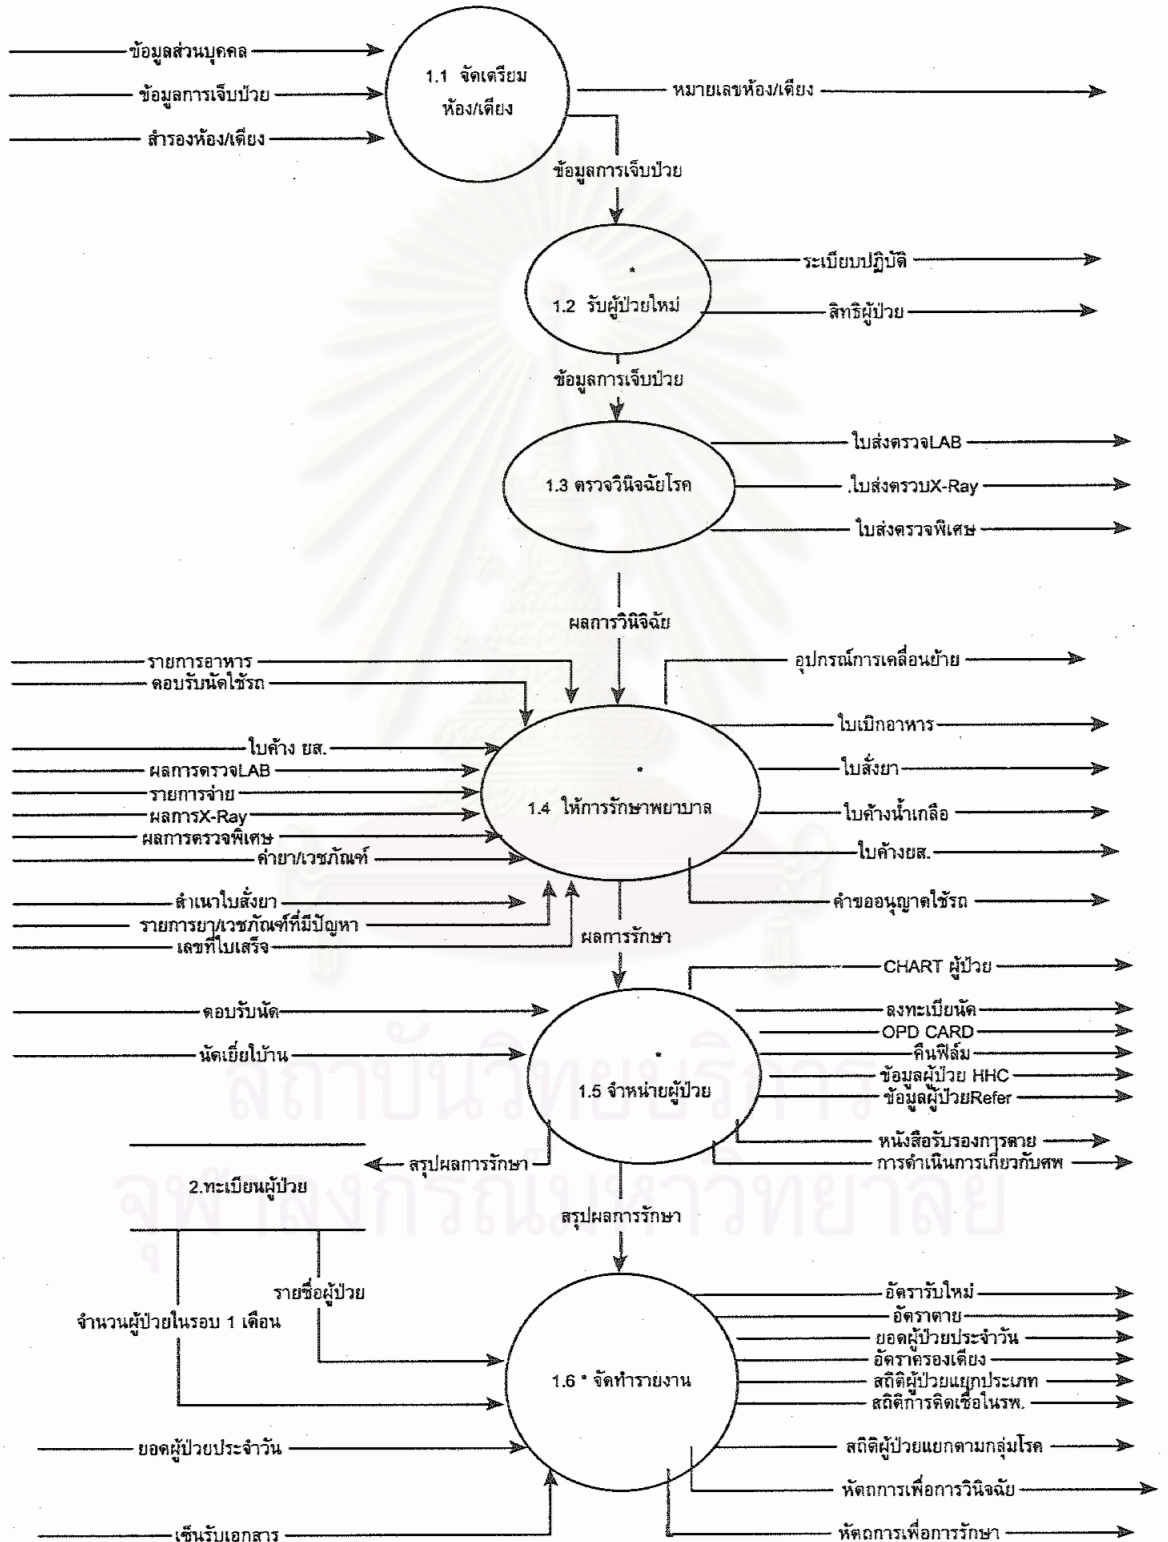 ข้อมูลส่วนบุคคล
ข้อมูลการเจ็บป่วย
สำรองห้อง/เตียง
1.1 จัดเตรียม
ห้อง/เตียง
หมายเลขห้อง/เตียง
ข้อมูลการเจ็บป่วย
*
1.2 รับผู้ป่วยใหม่
ระเบียบปฏิบัติ
สิทธิผู้ป่วย
ข้อมูลการเจ็บป่วย
1.3 ตรวจวินิจฉัยโรค
ใบส่งตรวจLAB
.ใบส่งตรวบX-Ray
ใบส่งตรวจพิเศษ
ผลการวินิจิฉัย
รายการอาหาร
ตอบรับนัดใช้รถ
ใบค้าง ยส.
ผลการตรวจLAB
รายการจ่าย
ผลการX-Ray
ผลการตรวจพิเศษ
ค่ายา/เวชภัณฑ์
สำเนาใบสั่งยา
รายการยา/เวชภัณฑ์ที่มีปัญหา
เลขที่ใบเสร็จ
*
1.4 ให้การรักษาพยาบาล
อุปกรณ์การเคลื่อนย้าย
ใบเบิกอาหาร
ใบสั่งยา
ใบค้างน้ำเกลือ
ใบค้างยส.
คำขออนุญาตใช้รถ
ผลการรักษา
ตอบรับนัด
นัดเยี่ยใบ้าน
*
1.5 จำหน่ายผู้ป่วย
CHART ผู้ป่วย
ลงทะเบียนัด
OPD CARD
คืนฟิล์ม
ข้อมูลผู้ป่วย HHC
ข้อมูลผู้ป่วยRefer
หนังสือรับรองการตาย
การดำเนินการเกี่ยวกับศพ
สรุปผลการรักษา
2.ทะเบียนผู้ป่วย
สรุปผลการรักษา
รายชื่อผู้ป่วย
จำนวนผู้ป่วยในรอบ 1 เดือน
ยอดผู้ป่วยประจำวัน
เซ็นรับเอกสาร
1.6 * จัดทำรายงาน
อัตรารับใหม่
อัตราตาย
ยอดผู้ป่วยประจำวัน
อัตราครองเตียง
สถิติผู้ป่วยแยกประเภท
สถิติการติดเชื้อในรพ.
สถิติผู้ป่วยแยกตามกลุ่มโรค
หัตถการเพื่อการวินิจฉัย
หัตถการเพื่อการรักษา
สถาบันวิทยบริการ
จุฬาลงกรณ์มหาวิทยาลัย